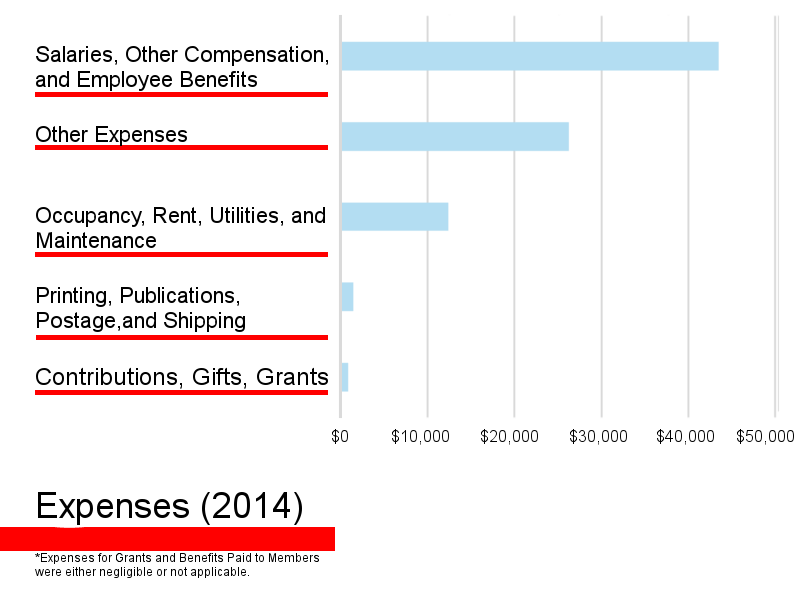 Salaries, Other Compensation,
and Employee Benefits
Other Expenses
Occupancy, Rent, Utilities, and
Maintenance
Printing, Publications,
Postage,and Shipping
Contributions, Gifts, Grants
$0 $10,000 $20,000 $30,000 $40,000 $50,000
Expenses (2014)
*Expenses for Grants and Benefits Paid to Members
were either negligible or not applicable.